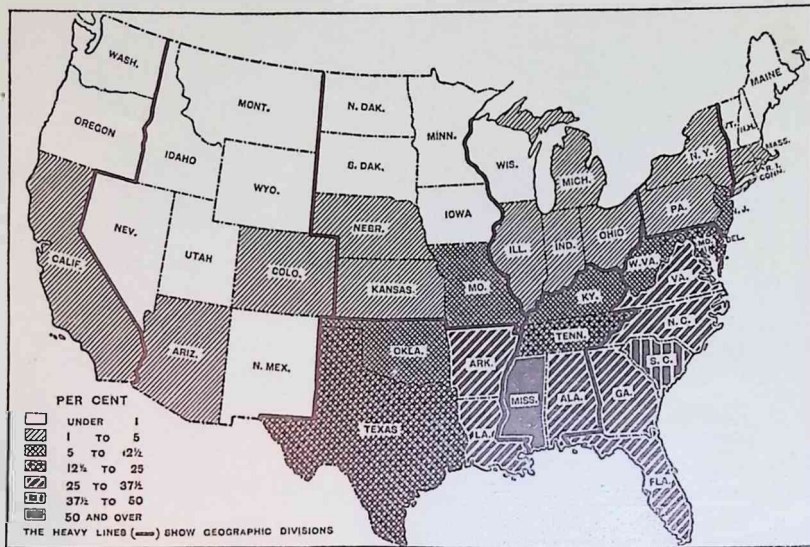 WASH.
MAINE
MONT.
N. DAK.
MINN.
OREGON
VT.
N.H.
IDAHO
S. DAK.
WIS.
N.Y.
MASS.
WYO.
MICH.
R.I.
CONN.
IOWA
PA.
N.J.
NEBR.
NEV.
UTAH
ILL.
IND.
OHIO
MD.
DEL.
CALIF.
COLO.
KANSAS.
MO.
W.VA.
VA.
KY.
N.C.
TENN.
ARIZ.
N. MEX.
OKLA.
ARK.
S.C.
MISS.
ALA.
GA.
TEXAS
LA.
FLA.
PER CENT
UNDER 1
1 TO 5
5 TO 12½
12½ TO 25
25 TO 37½
37½ TO 50
50 AND OVER
THE HEAVY LINES (▬) SHOW GEOGRAPHIC DIVISIONS